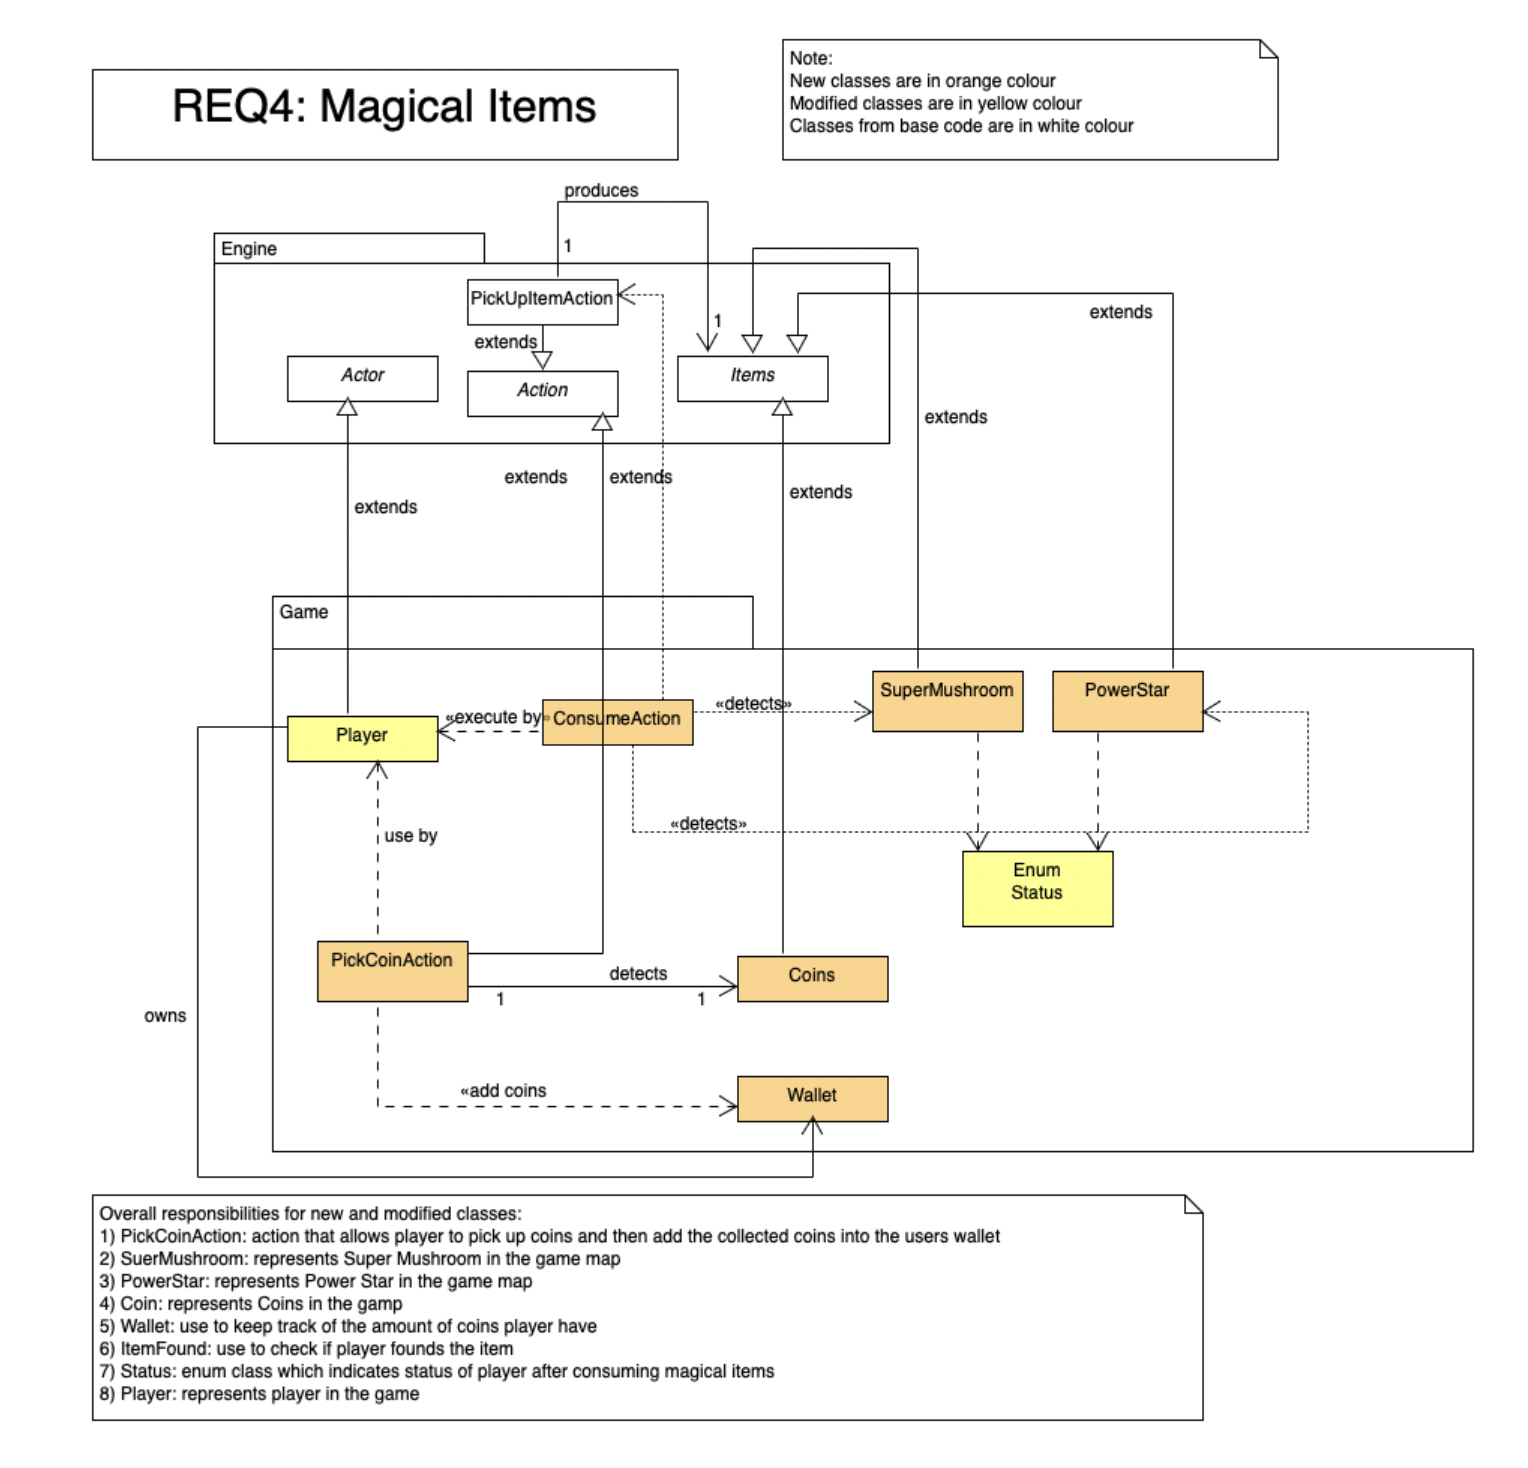 REQ4: Magical Items
Note:
New classes are in orange colour
Modified classes are in yellow colour
Classes from base code are in white colour
produces
1
Engine
PickUpItemAction
1
extends
extends
Actor
Action
Items
extends
extends
extends
extends
extends
Game
SuperMushroom
PowerStar
«detects»
«execute by»
ConsumeAction
Player
«detects»
use by
Enum
Status
PickCoinAction
detects
Coins
1
1
owns
«add coins
Wallet
Overall responsibilities for new and modified classes:
1) PickCoinAction: action that allows player to pick up coins and then add the collected coins into the users wallet
2) SuerMushroom: represents Super Mushroom in the game map
3) PowerStar: represents Power Star in the game map
4) Coin: represents Coins in the gamp
5) Wallet: use to keep track of the amount of coins player have
6) ItemFound: use to check if player founds the item
7) Status: enum class which indicates status of player after consuming magical items
8) Player: represents player in the game